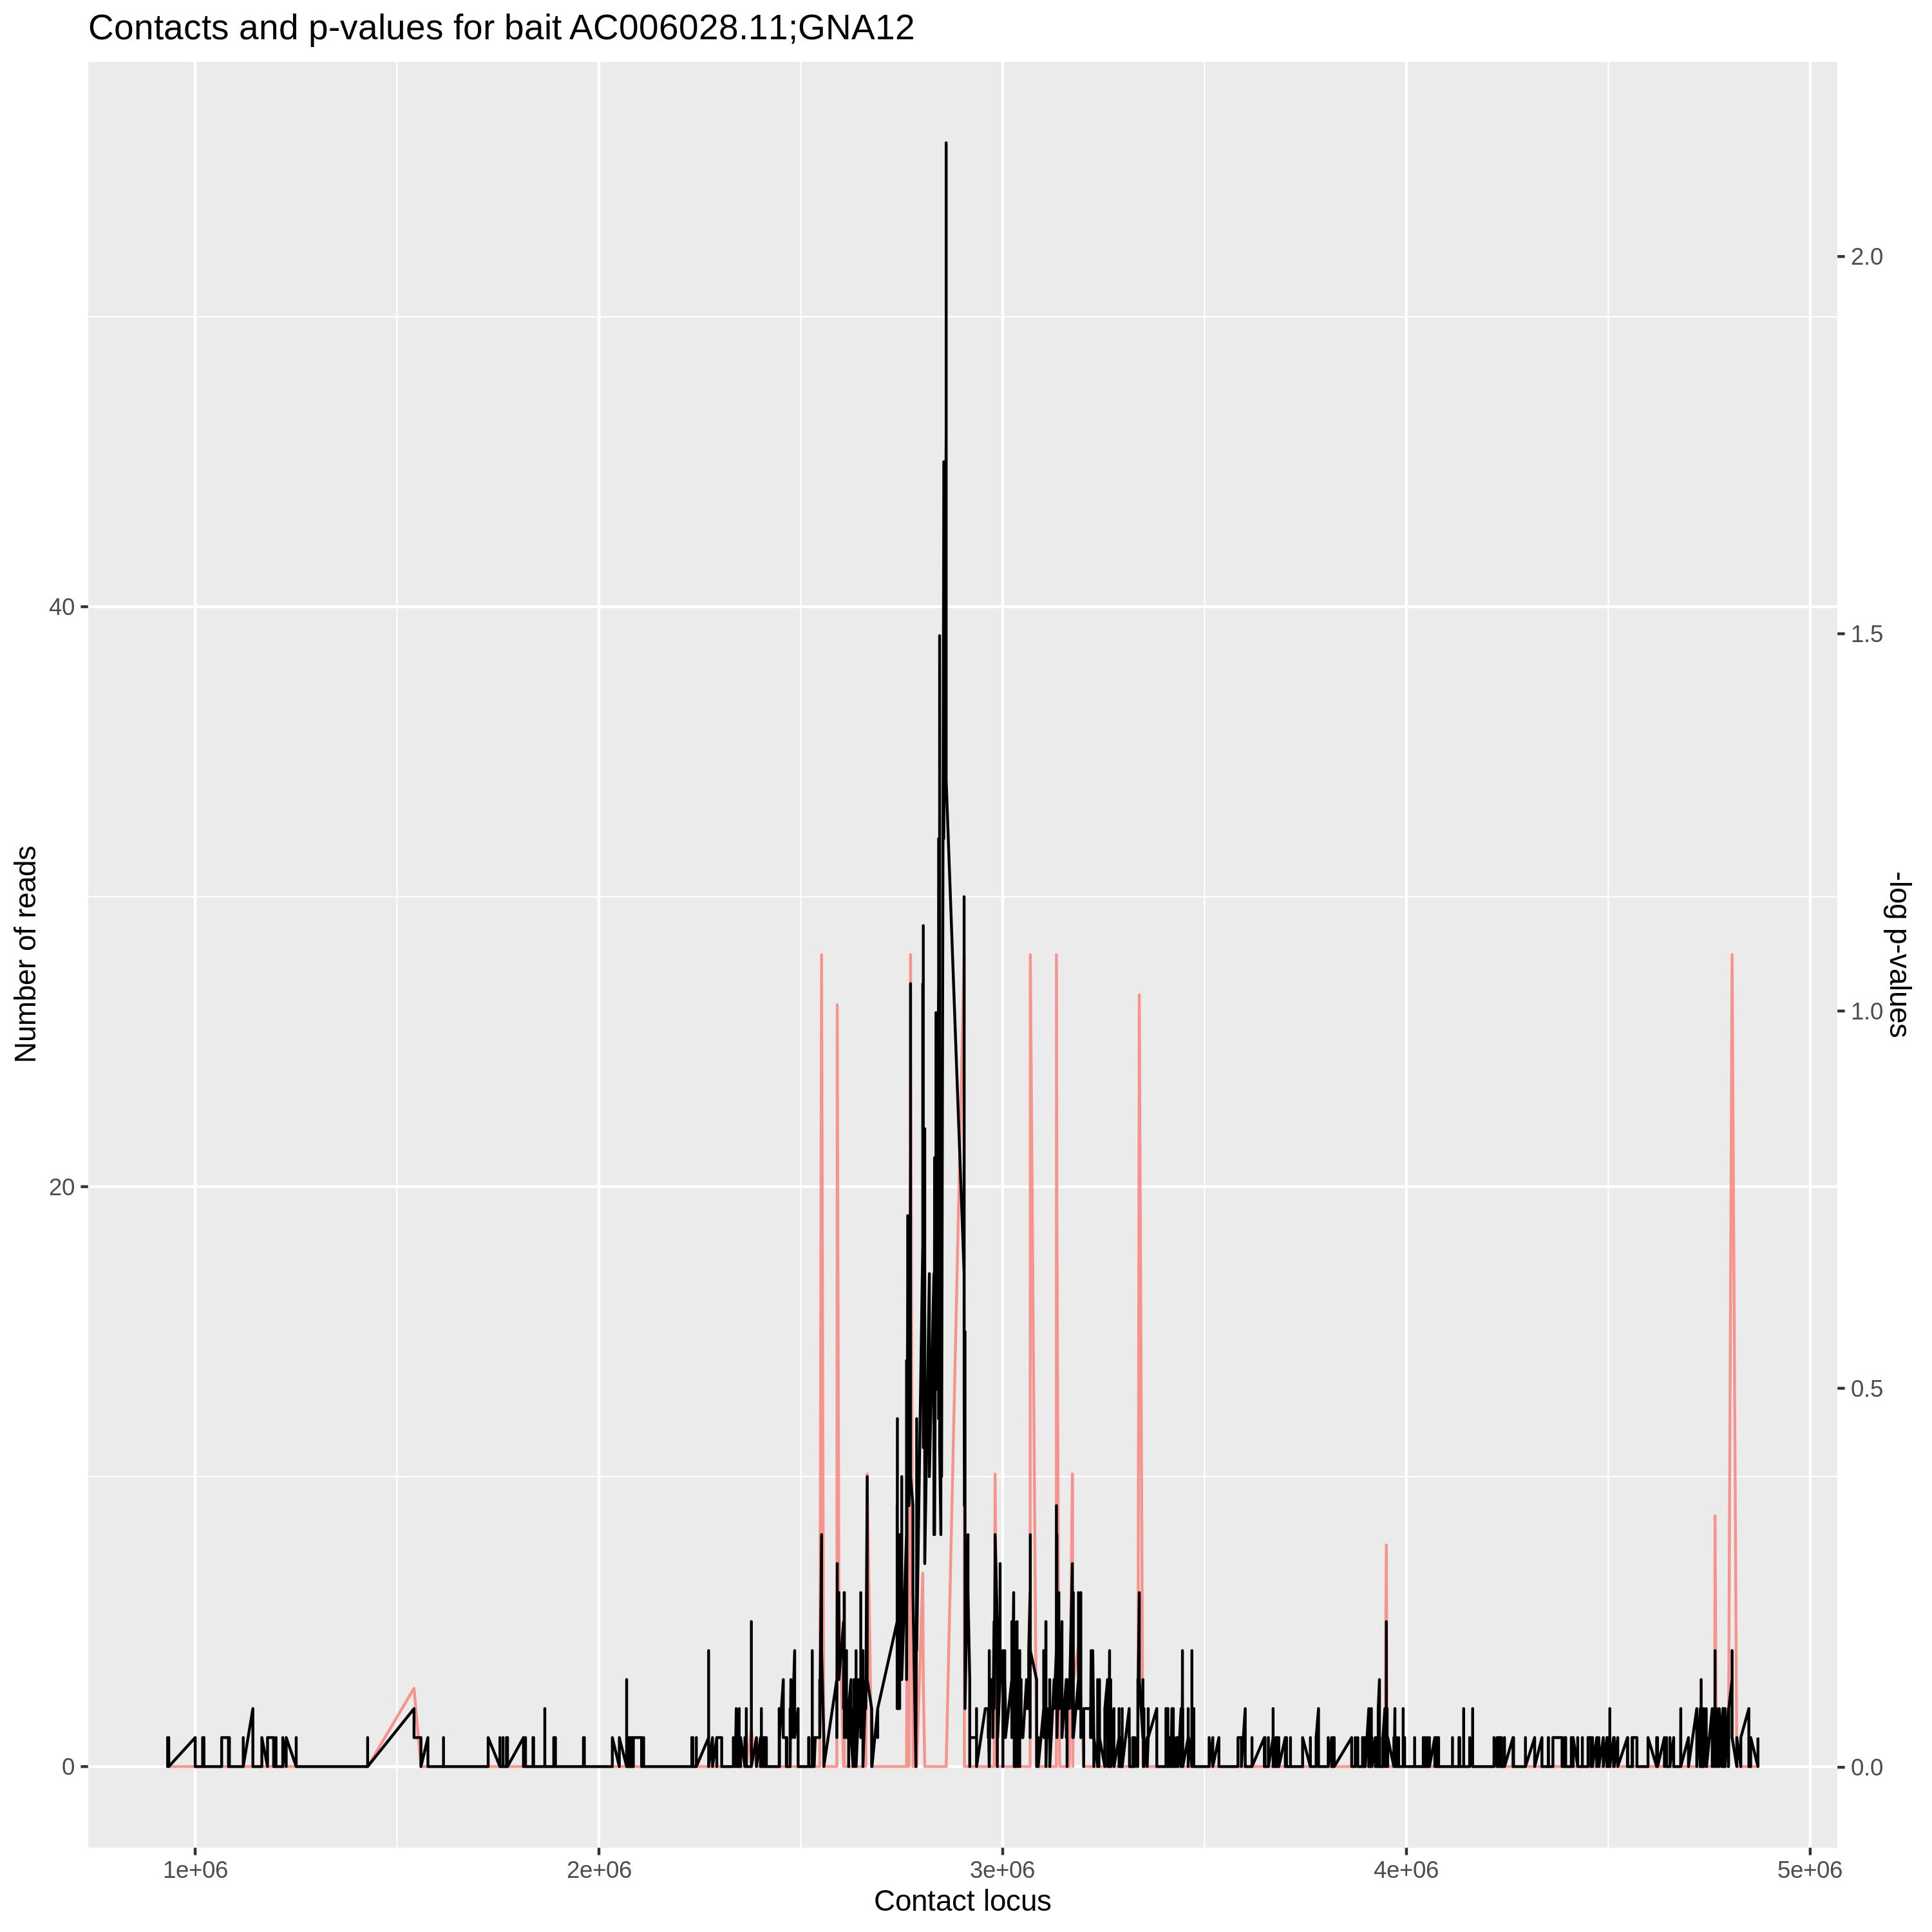 Contacts and p-values for bait AC006028.11;GNA12
Number of reads
40
20
0
2.0
1.5
1.0
0.5
0.0
-log p-values
1e+06
2e+06
3e+06
4e+06
5e+06
Contact locus